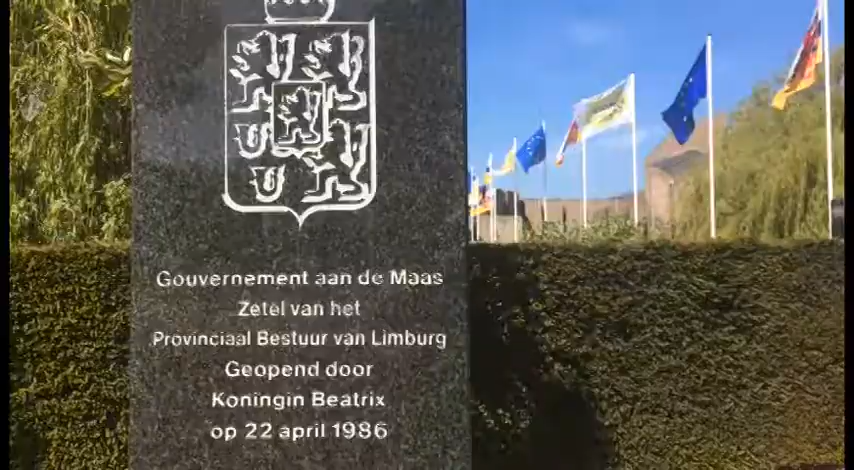 Gouvernement aan de Maas
Zetel van het
Provinciaal Bestuur van Limburg
Geopend door
Koningin Beatrix
op 22 april 1986